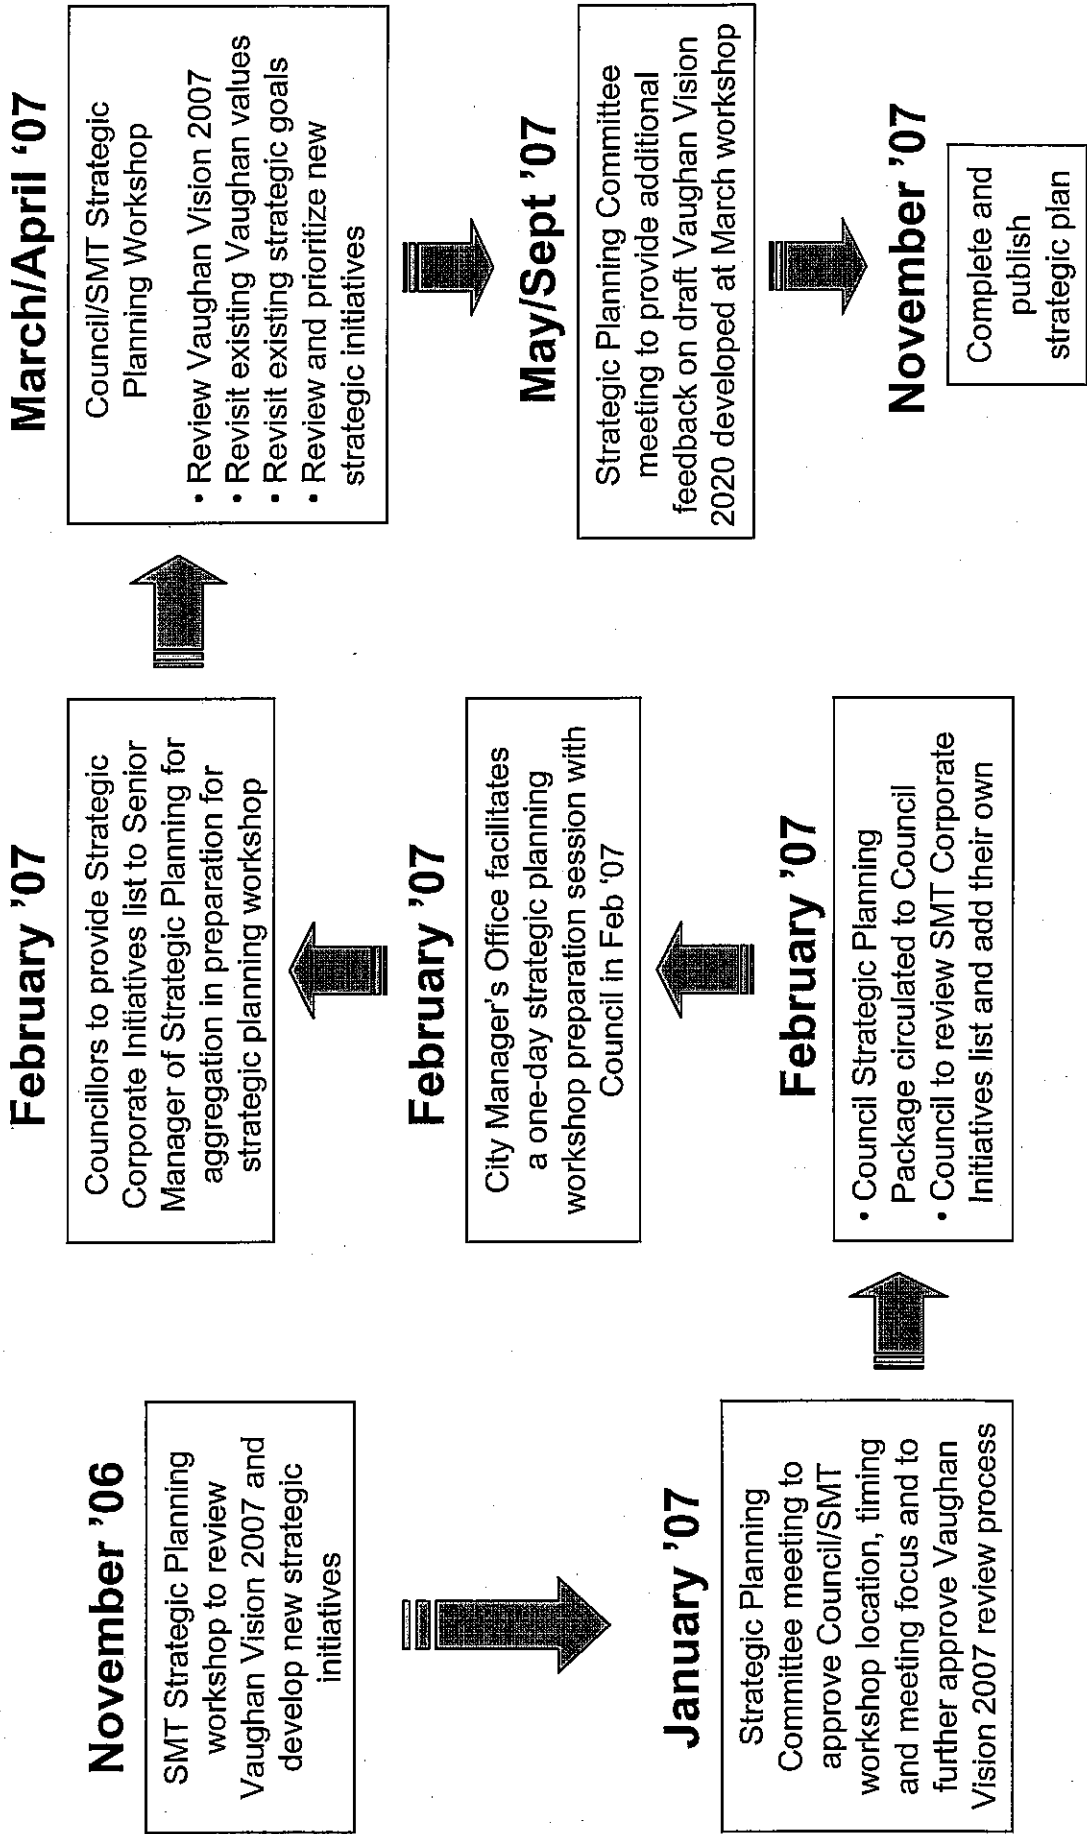 November ’06
SMT Strategic Planning
workshop to review
Vaughan Vision 2007 and
develop new strategic
initiatives
January ’07
Strategic Planning
Committee meeting to
approve Council/SMT
workshop location, timing
and meeting focus and to
further approve Vaughan
Vision 2007 review process
February ’07
• Council Strategic Planning
Package circulated to Council
• Council to review SMT Corporate
Initiatives list and add their own
February ’07
City Manager's Office facilitates
a one-day strategic planning
workshop preparation session with
Council in Feb ‘07
February ’07
Councillors to provide Strategic
Corporate Initiatives list to Senior
Manager of Strategic Planning for
aggregation in preparation for
strategic planning workshop
March/April ‘07
Council/SMT Strategic
Planning Workshop
• Review Vaughan Vision 2007
• Revisit existing Vaughan values
• Revisit existing strategic goals
• Review and prioritize new
strategic initiatives
May/Sept ’07
Strategic Planning Committee
meeting to provide additional
feedback on draft Vaughan Vision
2020 developed at March workshop
November ’07
Complete and
publish
strategic plan